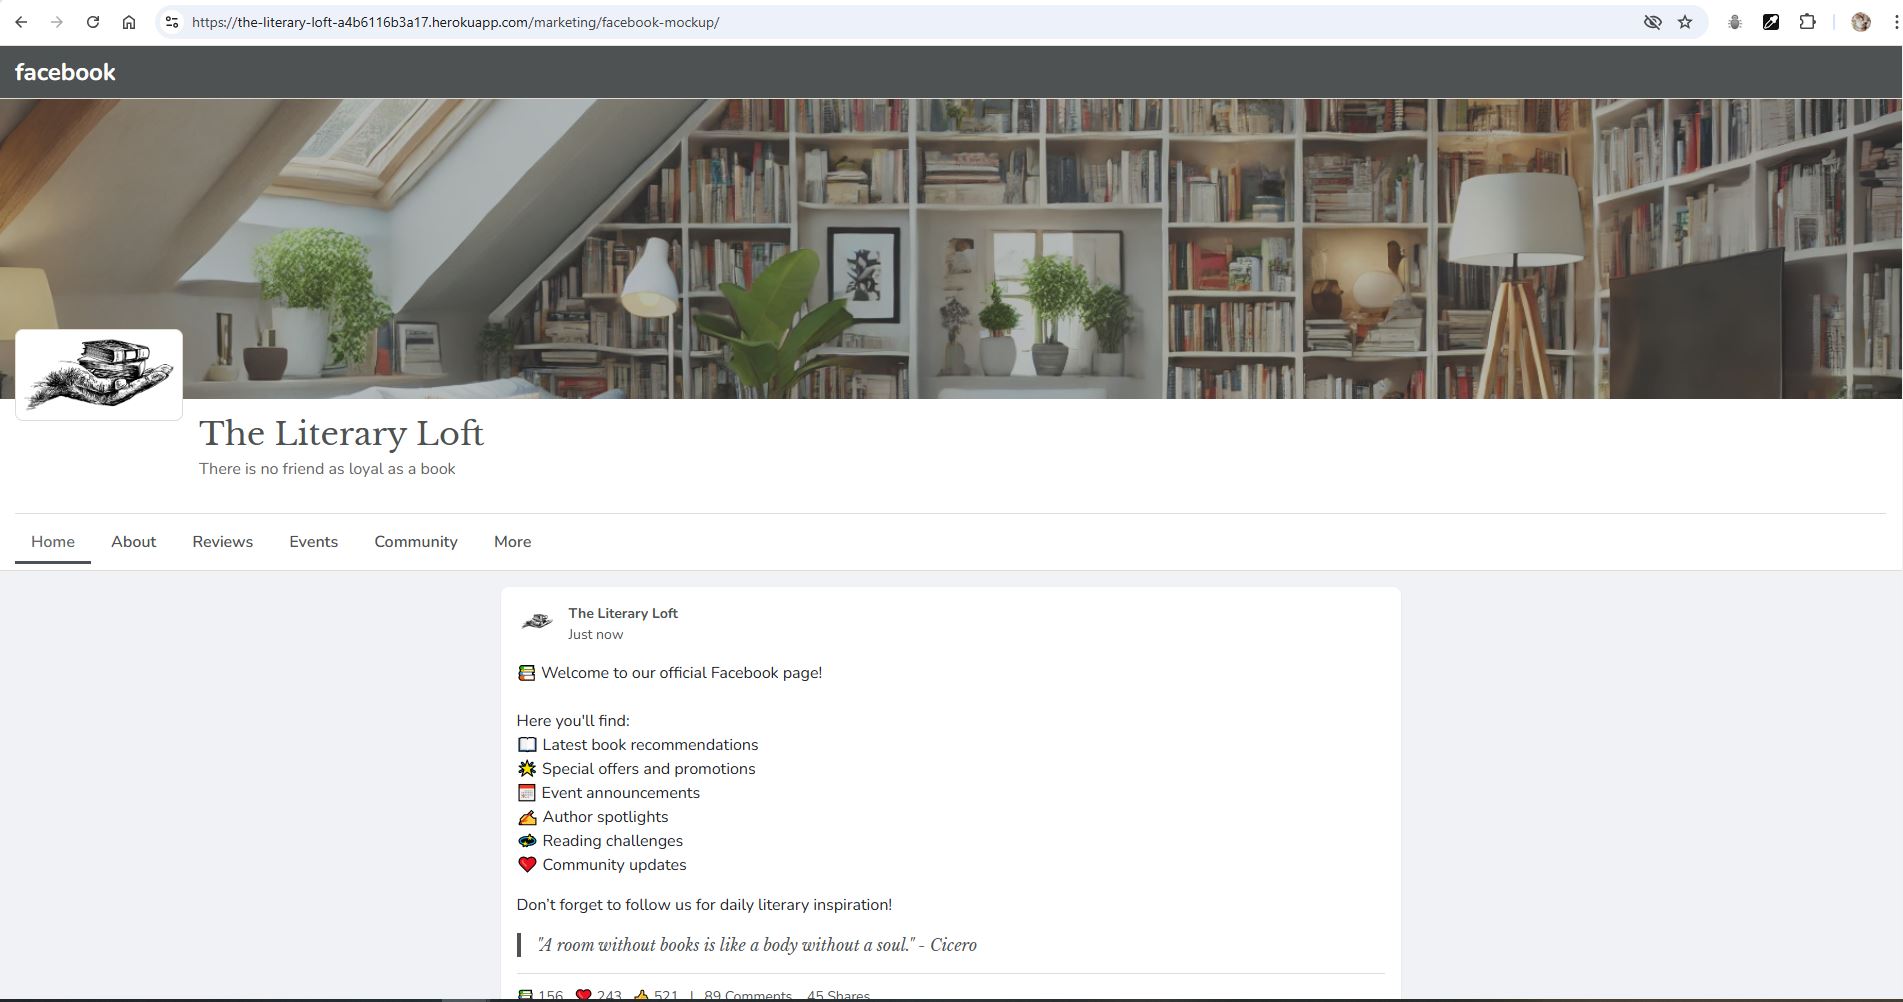 https://the-literary-loft-a4b6116b3a17.herokuapp.com/marketing/facebook-mockup/
facebook
The Literary Loft
There is no friend as loyal as a book
Home About Reviews Events Community More
The Literary Loft
Just now
📚 Welcome to our official Facebook page!
Here you'll find:
📖 Latest book recommendations
🌟 Special offers and promotions
📅 Event announcements
✍️ Author spotlights
💫 Reading challenges
❤️ Community updates
Don't forget to follow us for daily literary inspiration!
"A room without books is like a body without a soul." - Cicero
📚 156 ❤️ 243 👍 521 | 89 Comments 45 Shares